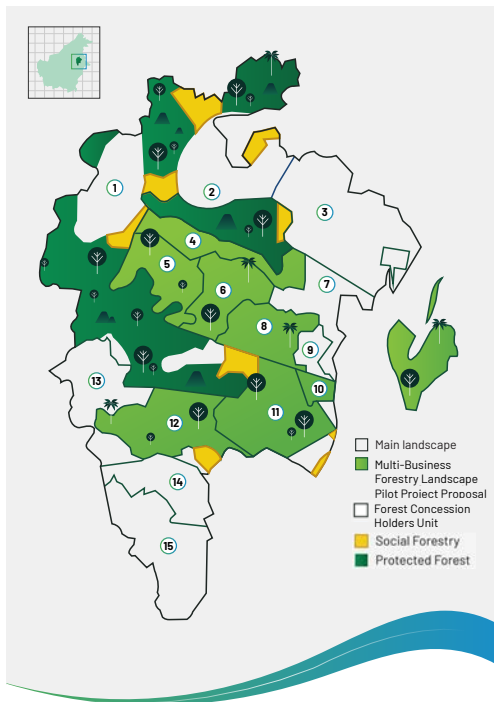 1
2
3
4
5
6
7
8
9
10
11
12
13
14
15
Main landscape
Multi-Business
Forestry Landscape
Pilot Project Proposal
Forest Concession
Holders Unit
Social Forestry
Protected Forest